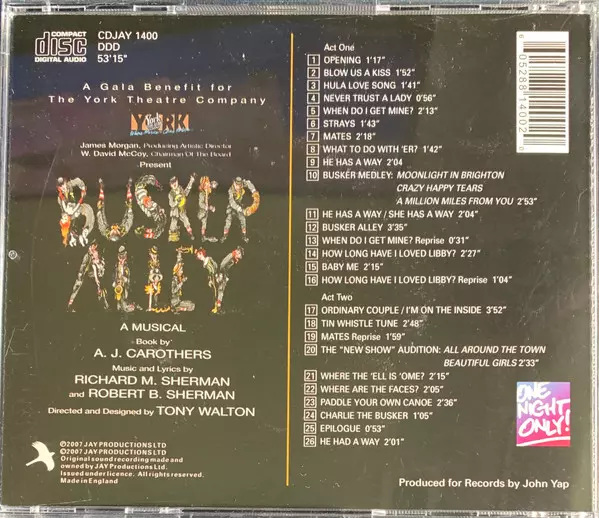 COMPACT
disc
DIGITAL AUDIO
CDJAY 1400
DDD
53'15"
A Gala Benefit for
The York Theatre Company
York
YORK
James Morgan, Producing Artistic Director
W. David McCoy, Chairman Of The Board
Present
BUSKER
ALLEY
A MUSICAL
Book by
A. J. CAROTHERS
Music and Lyrics by
RICHARD M. SHERMAN
and ROBERT B. SHERMAN
Directed and Designed by TONY WALTON
℗2007 JAY PRODUCTIONS LTD
©2007 JAY PRODUCTIONS LTD
Original sound recording made and
owned by JAY Productions Ltd.
Issued under licence. All rights reserved.
Made in England
Act One
1 OPENING 1'17"
2 BLOW US A KISS 1'52"
3 HULA LOVE SONG 1'41"
4 NEVER TRUST A LADY 0'56"
5 WHEN DO I GET MINE? 2'13"
6 STRAYS 1'43"
7 MATES 2'18"
8 WHAT TO DO WITH 'ER? 1'42"
9 HE HAS A WAY 2'04
10 BUSKER MEDLEY: MOONLIGHT IN BRIGHTON
CRAZY HAPPY TEARS
A MILLION MILES FROM YOU 2'53"
11 HE HAS A WAY / SHE HAS A WAY 2'04"
12 BUSKER ALLEY 3'35"
13 WHEN DO I GET MINE? Reprise 0'31"
14 HOW LONG HAVE I LOVED LIBBY? 2'27"
15 BABY ME 2'15"
16 HOW LONG HAVE I LOVED LIBBY? Reprise 1'04"
Act Two
17 ORDINARY COUPLE / I'M ON THE INSIDE 3'52"
18 TIN WHISTLE TUNE 2'48"
19 MATES Reprise 1'59"
20 THE "NEW SHOW" AUDITION: ALL AROUND THE TOWN
BEAUTIFUL GIRLS 2'33"
21 WHERE THE 'ELL IS 'OME? 2'15"
22 WHERE ARE THE FACES? 2'05"
23 PADDLE YOUR OWN CANOE 2'36"
24 CHARLIE THE BUSKER 1'05"
25 EPILOGUE 0'53"
26 HE HAD A WAY 2'01"
0 05288 14002
ONE
NIGHT
ONLY!
Produced for Records by John Yap